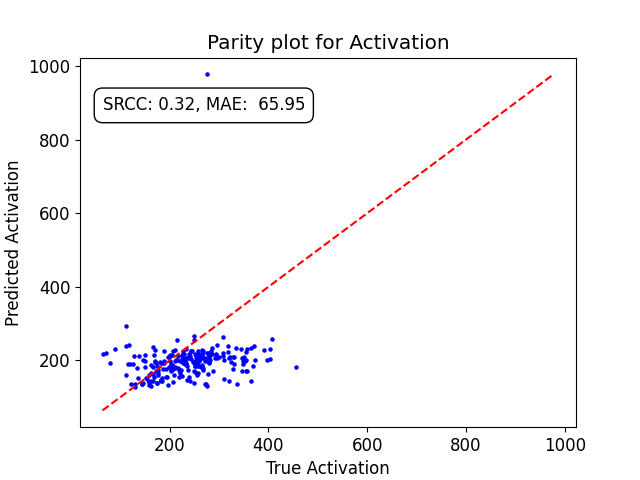 Parity plot for Activation
1000
SRCC: 0.32, MAE:  65.95
800
600
400
200
Predicted Activation
200 400 600 800 1000
True Activation